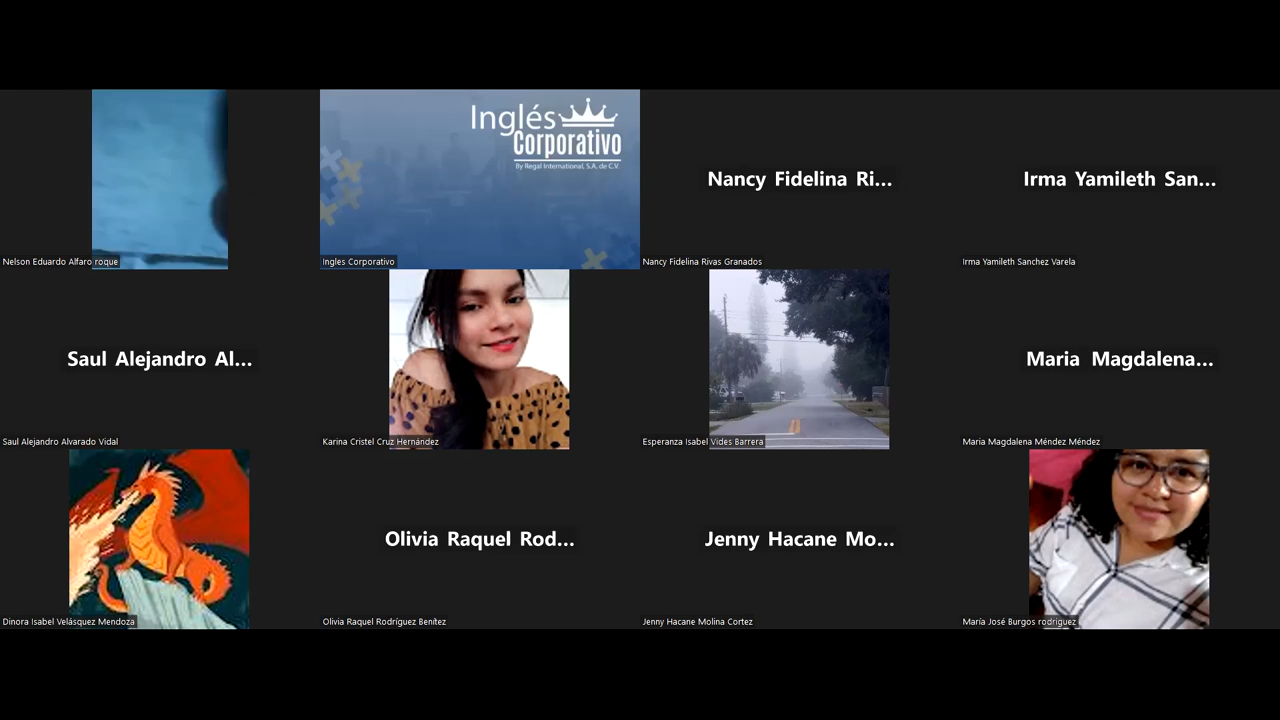 Inglés
Corporativo
By Regal International, S.A. de C.V.
Nancy Fidelina Ri...
Irma Yamileth San...
Nelson Eduardo Alfaro roque
Ingles Corporativo
Nancy Fidelina Rivas Granados
Irma Yamileth Sanchez Varela
Saul Alejandro Al...
Maria Magdalena...
Saul Alejandro Alvarado Vidal
Karina Cristel Cruz Hernández
Esperanza Isabel Vides Barrera
Maria Magdalena Méndez Méndez
Olivia Raquel Rod...
Jenny Hacane Mo...
Dinora Isabel Velásquez Mendoza
Olivia Raquel Rodríguez Benítez
Jenny Hacane Molina Cortez
María José Burgos rodriguez